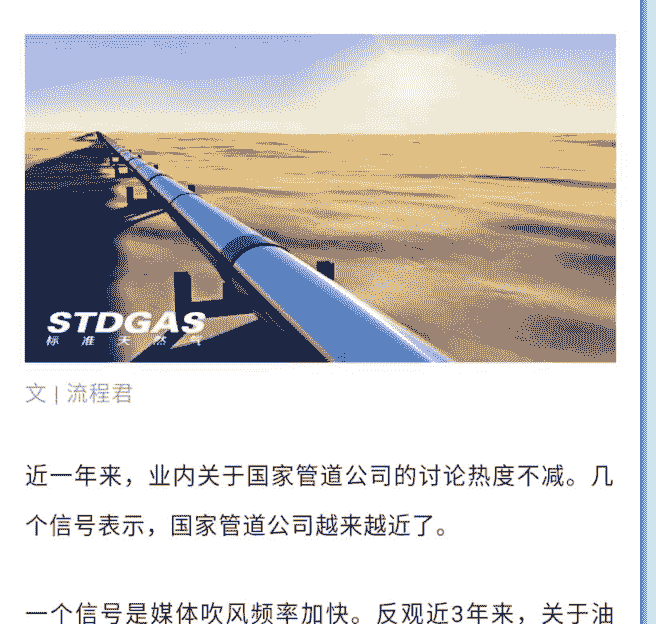 STDGAS
标准天然气
文 | 流程君
近一年来，业内关于国家管道公司的讨论热度不减。几
个信号表示，国家管道公司越来越近了。
一个信号是媒体吹风频率加快。反观近3年来，关于油